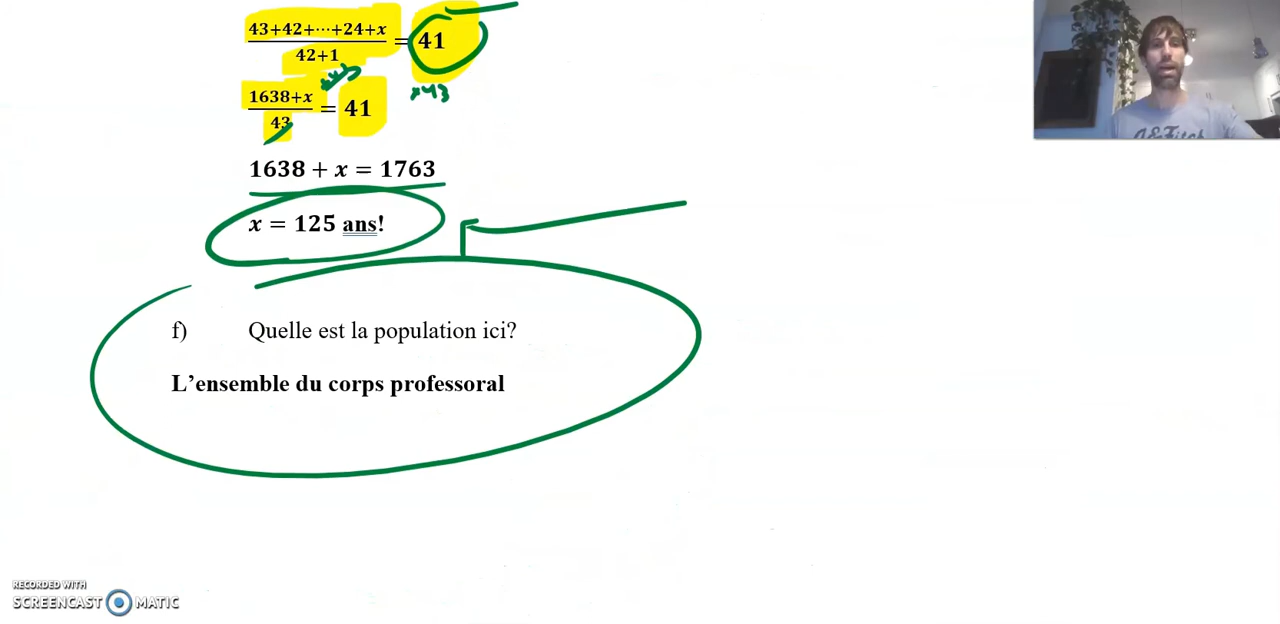 43+42+⋯+24+x
42+1
= 41
×43
1638+x
43
= 41
1638 + x = 1763
x = 125 ans!
f) Quelle est la population ici?
L’ensemble du corps professoral
RECORDED WITH
SCREENCAST MATIC